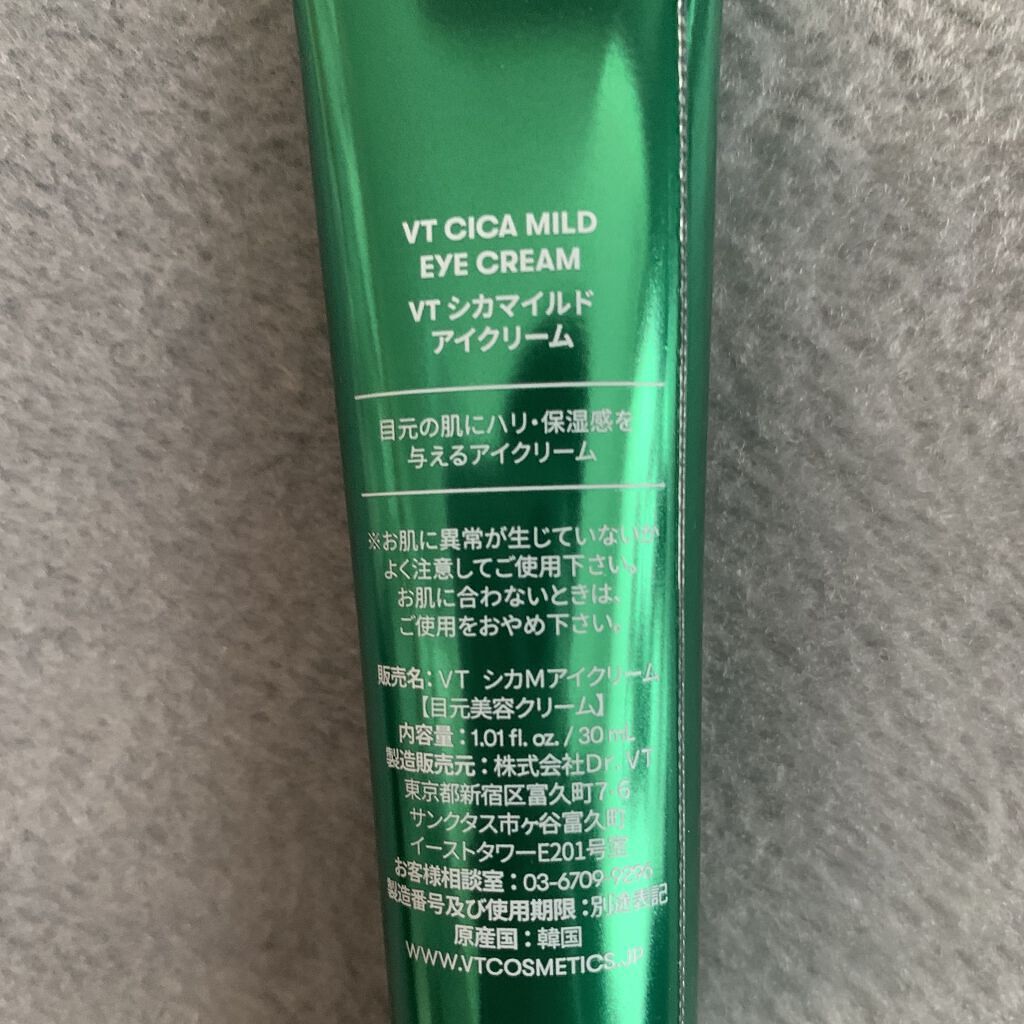 VT CICA MILD
EYE CREAM
VT シカマイルド
アイクリーム
目元の肌にハリ・保湿感を
与えるアイクリーム
※お肌に異常が生じていないか
よく注意してご使用下さい。
お肌に合わないときは、
ご使用をおやめ下さい。
販売名：VT シカMアイクリーム
【目元美容クリーム】
内容量：1.01 fl. oz. / 30 mL
製造販売元：株式会社Dr. VT
東京都新宿区富久町7-6
サンクタス市ヶ谷富久町
イーストタワーE201号室
お客様相談室：03-6709-9296
製造番号及び使用期限：別途表記
原産国：韓国
WWW.VTCOSMETICS.JP